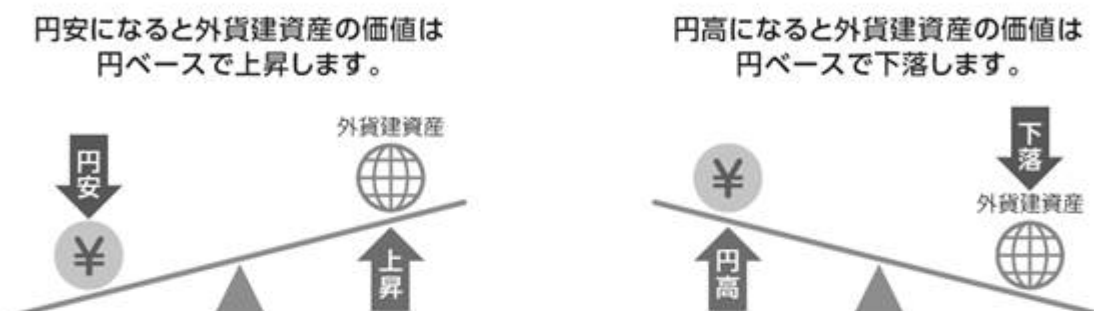 円安になると外貨建資産の価値は
円ベースで上昇します。
円安
¥
外貨建資産
上昇
円高になると外貨建資産の価値は
円ベースで下落します。
¥
円高
下落
外貨建資産